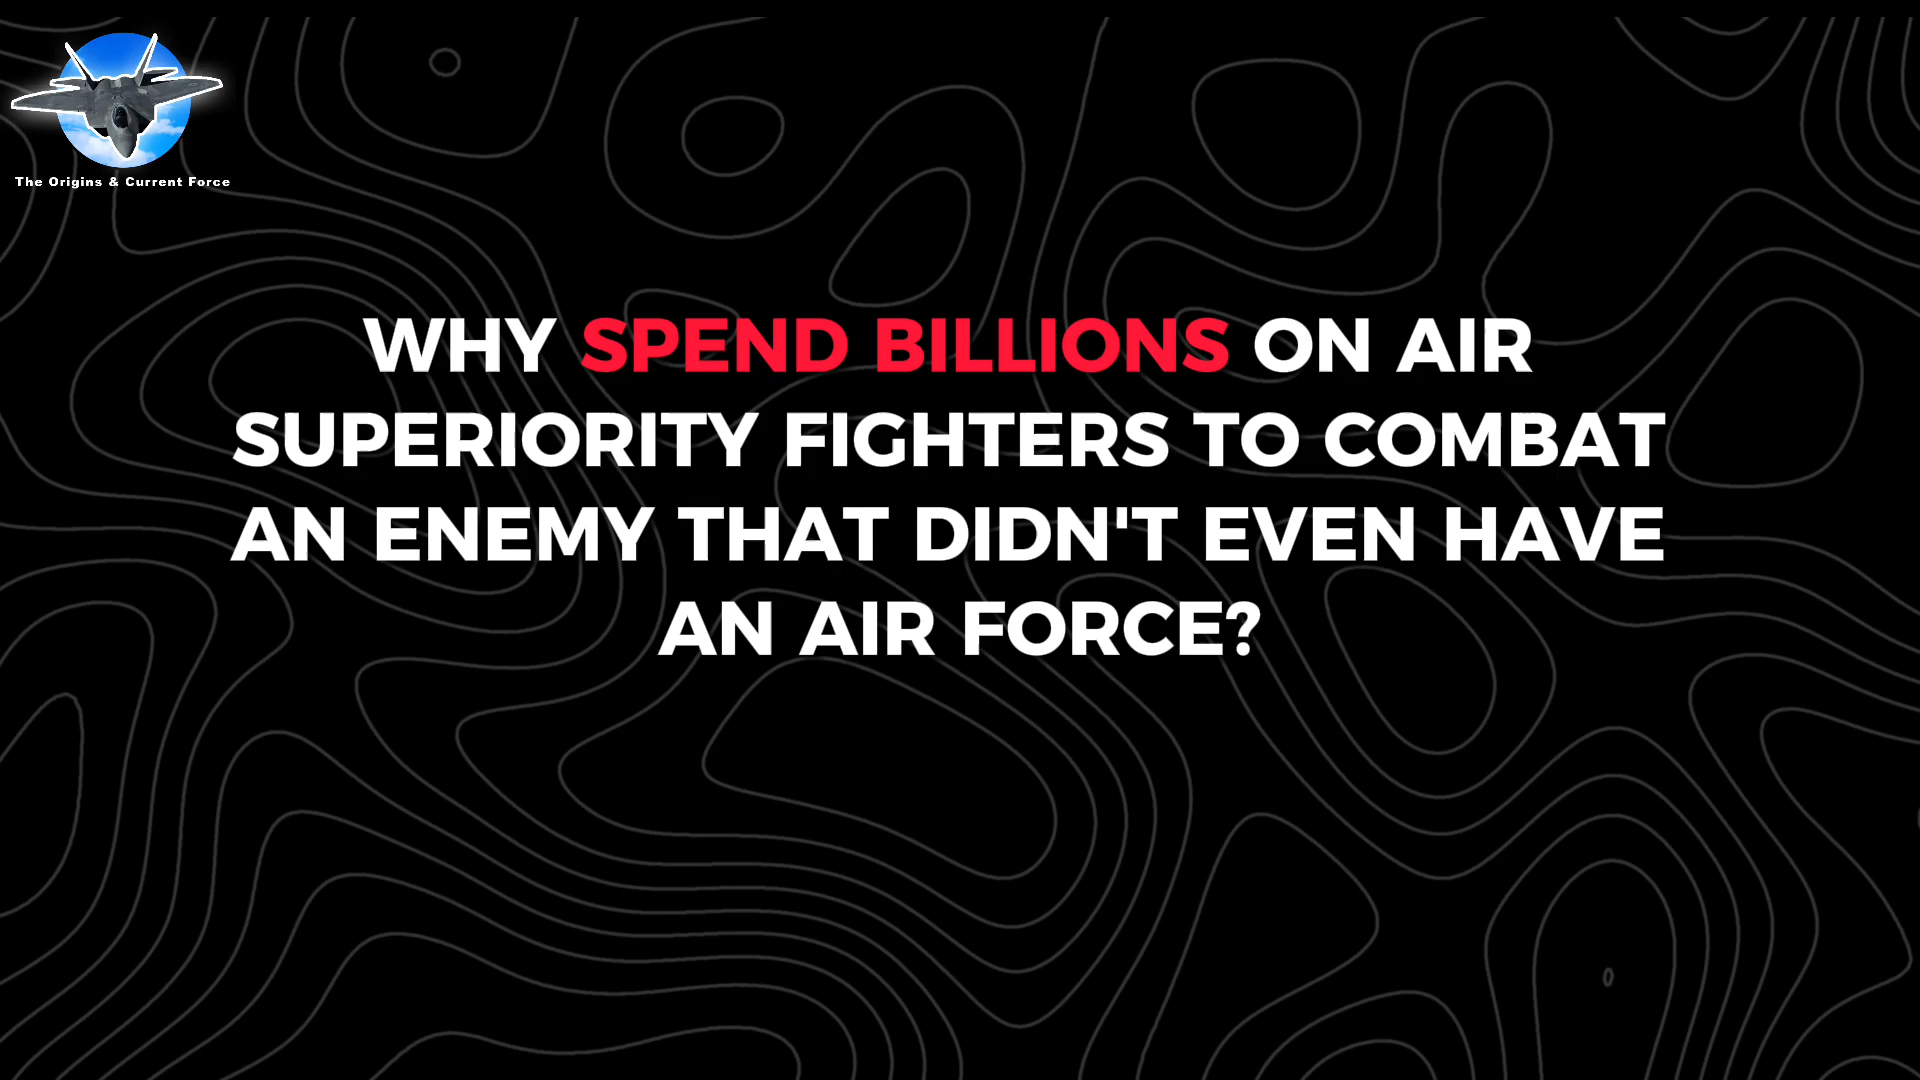 The Origins & Current Force
WHY SPEND BILLIONS ON AIR
SUPERIORITY FIGHTERS TO COMBAT
AN ENEMY THAT DIDN'T EVEN HAVE
AN AIR FORCE?